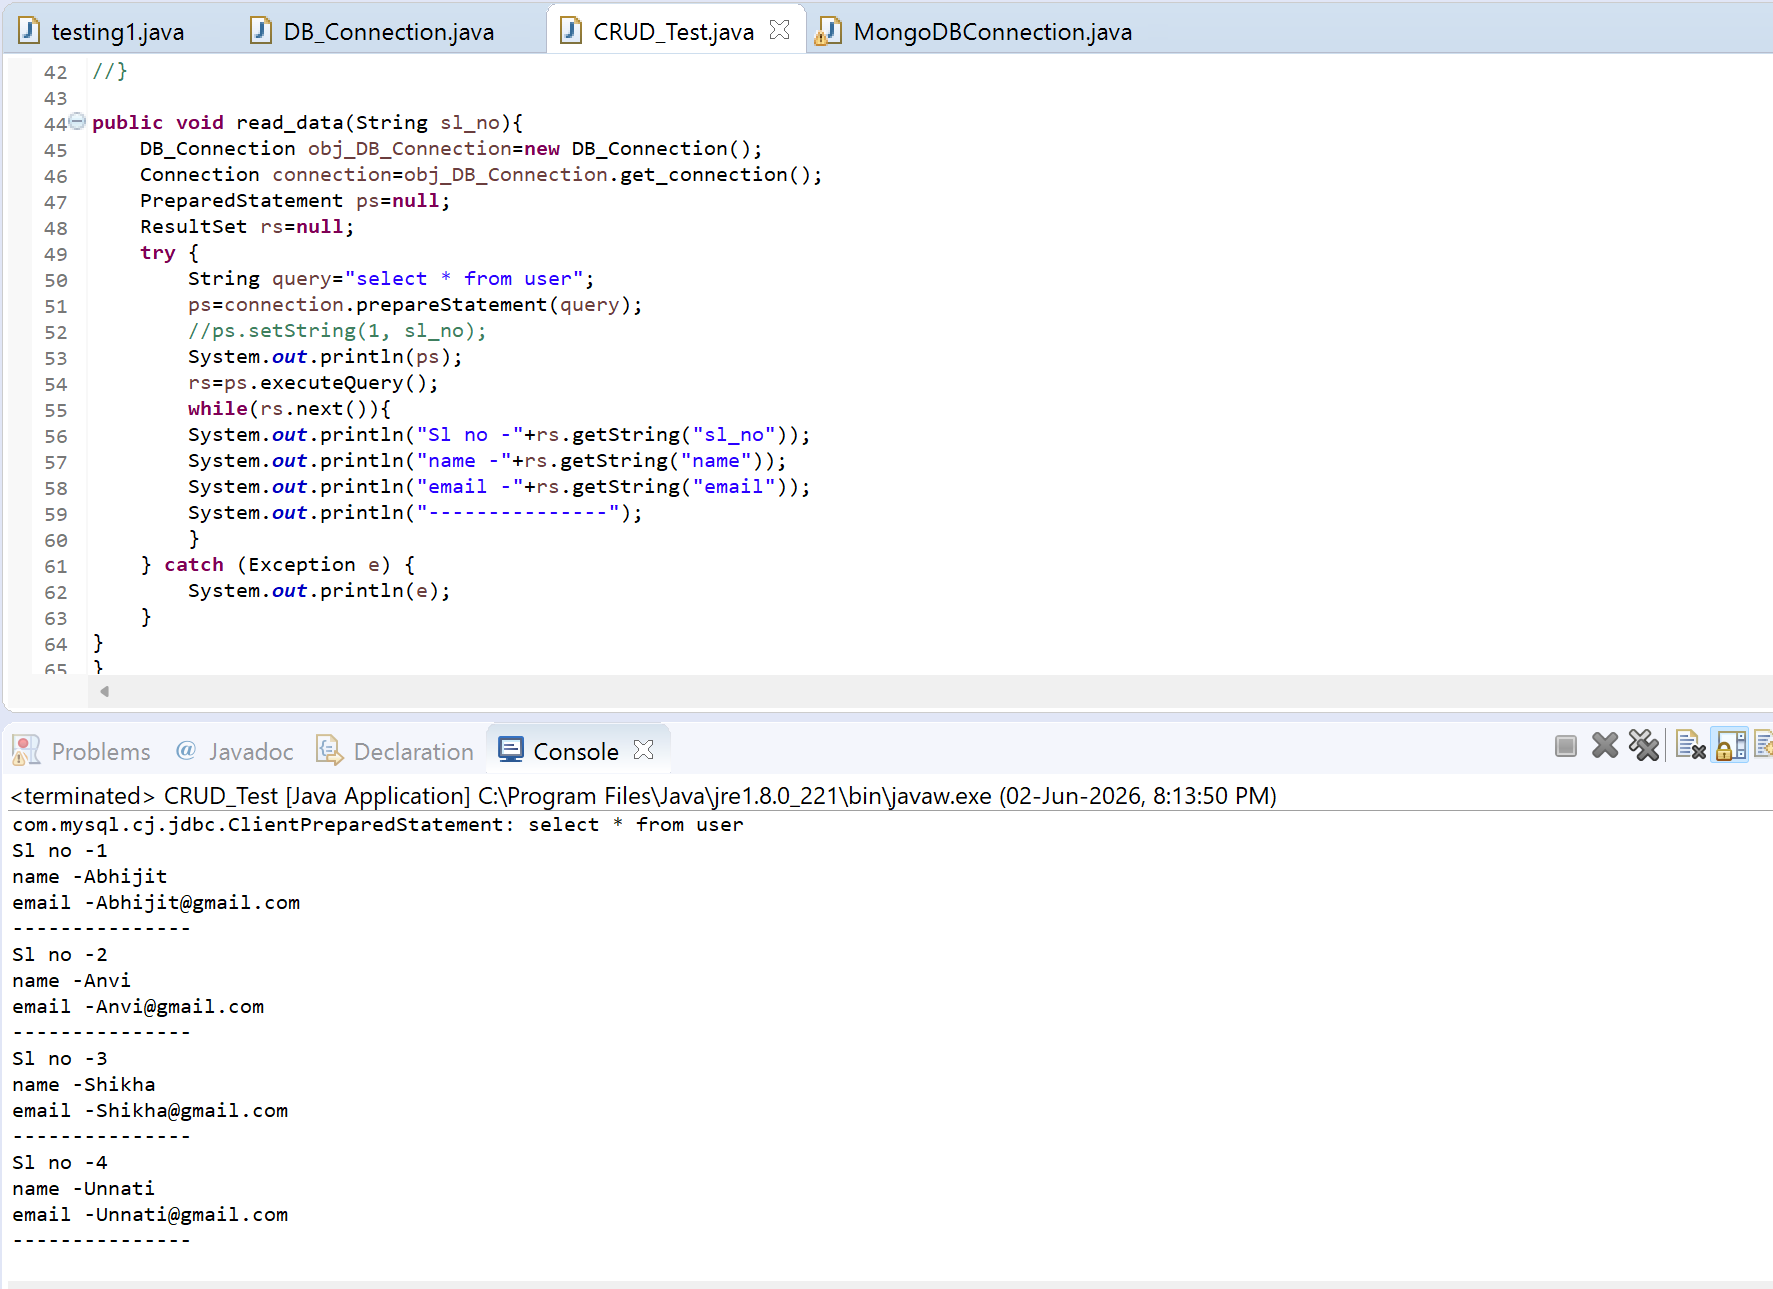 testing1.java DB_Connection.java CRUD_Test.java MongoDBConnection.java
42 //}
43
44 public void read_data(String sl_no){
45     DB_Connection obj_DB_Connection=new DB_Connection();
46     Connection connection=obj_DB_Connection.get_connection();
47     PreparedStatement ps=null;
48     ResultSet rs=null;
49     try {
50         String query="select * from user";
51         ps=connection.prepareStatement(query);
52         //ps.setString(1, sl_no);
53         System.out.println(ps);
54         rs=ps.executeQuery();
55         while(rs.next()){
56         System.out.println("Sl no -"+rs.getString("sl_no"));
57         System.out.println("name -"+rs.getString("name"));
58         System.out.println("email -"+rs.getString("email"));
59         System.out.println("---------------");
60         }
61     } catch (Exception e) {
62         System.out.println(e);
63     }
64 }
65 }
Problems @ Javadoc Declaration Console
<terminated> CRUD_Test [Java Application] C:\Program Files\Java\jre1.8.0_221\bin\javaw.exe (02-Jun-2026, 8:13:50 PM)
com.mysql.cj.jdbc.ClientPreparedStatement: select * from user
Sl no -1
name -Abhijit
email -Abhijit@gmail.com
---------------
Sl no -2
name -Anvi
email -Anvi@gmail.com
---------------
Sl no -3
name -Shikha
email -Shikha@gmail.com
---------------
Sl no -4
name -Unnati
email -Unnati@gmail.com
---------------